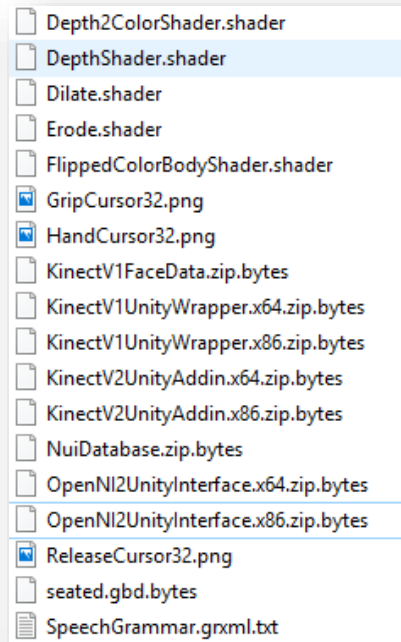 Depth2ColorShader.shader
DepthShader.shader
Dilate.shader
Erode.shader
FlippedColorBodyShader.shader
GripCursor32.png
HandCursor32.png
KinectV1FaceData.zip.bytes
KinectV1UnityWrapper.x64.zip.bytes
KinectV1UnityWrapper.x86.zip.bytes
KinectV2UnityAddin.x64.zip.bytes
KinectV2UnityAddin.x86.zip.bytes
NuiDatabase.zip.bytes
OpenNI2UnityInterface.x64.zip.bytes
OpenNI2UnityInterface.x86.zip.bytes
ReleaseCursor32.png
seated.gbd.bytes
SpeechGrammar.grxml.txt